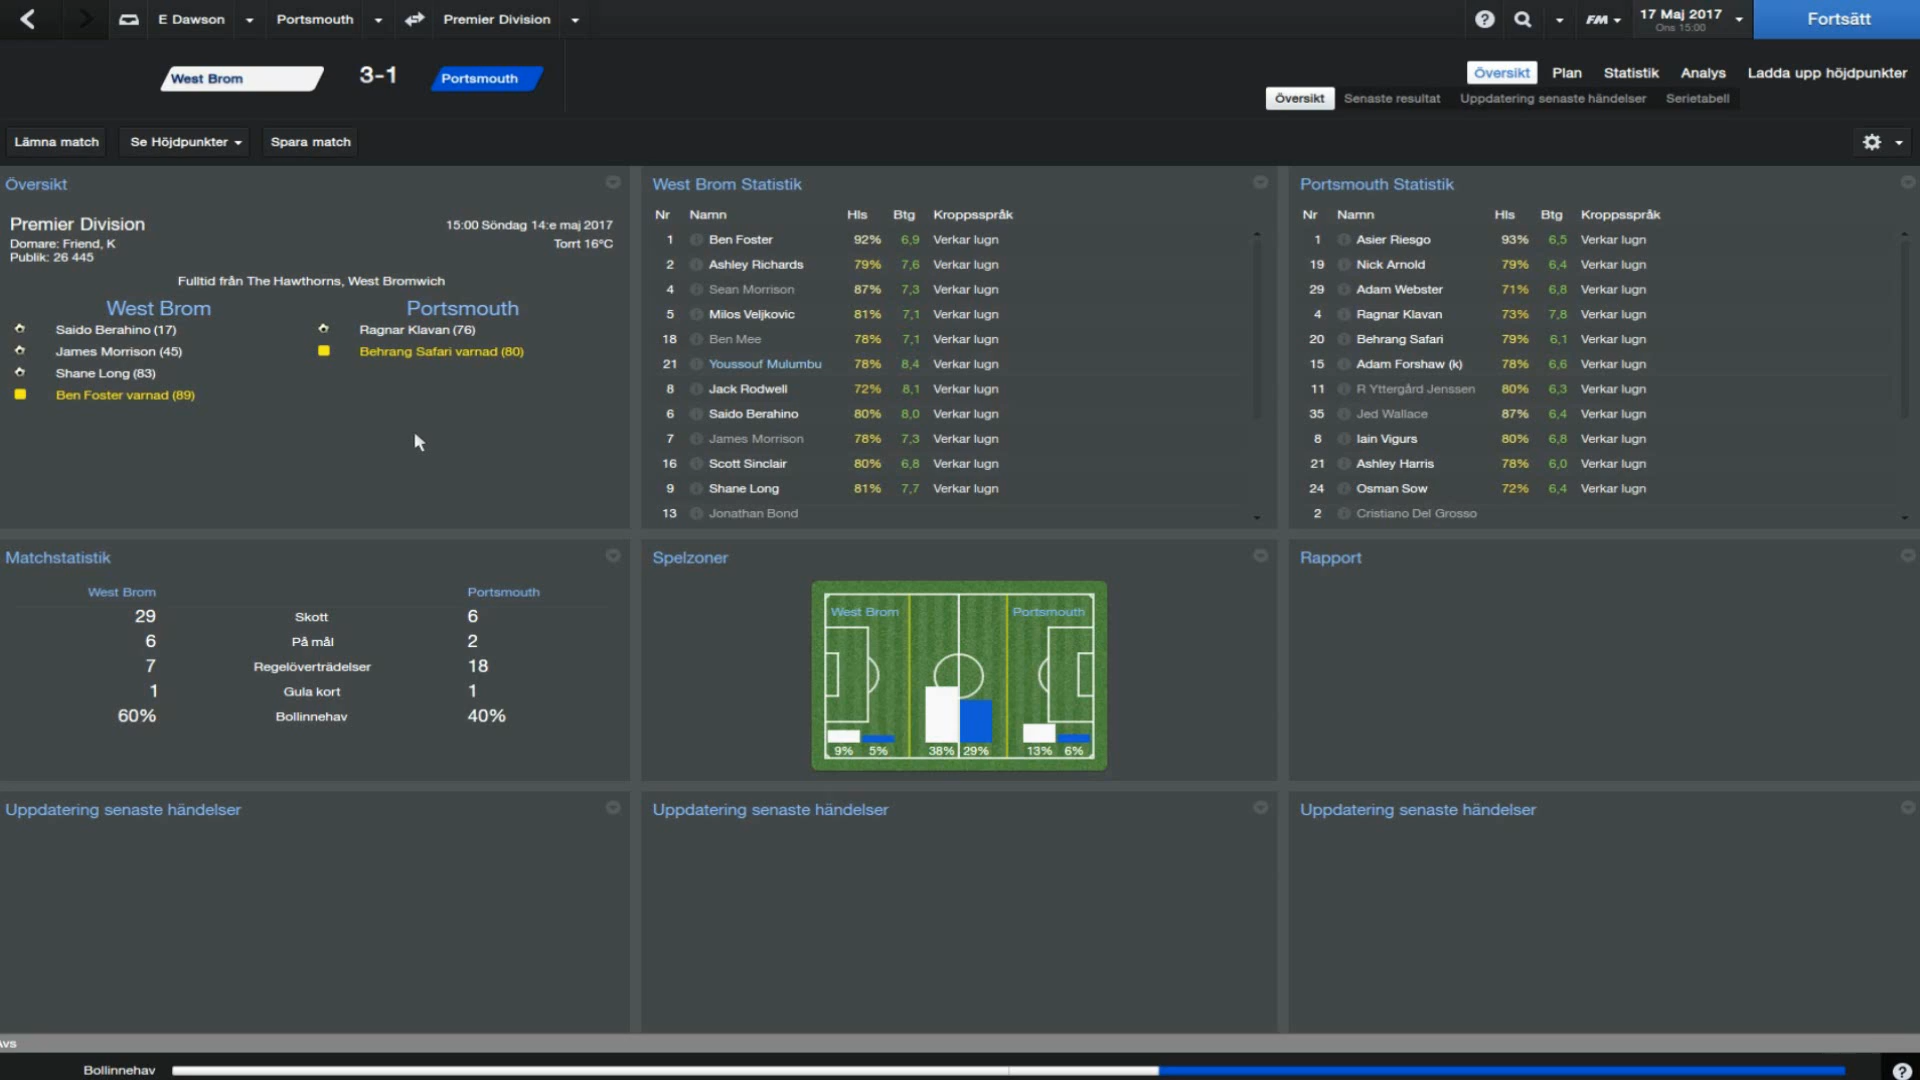 E Dawson Portsmouth Premier Division FM 17 Maj 2017 Fortsätt
Ons 15:00
West Brom 3-1 Portsmouth
Översikt Plan Statistik Analys Ladda upp höjdpunkter
Översikt Senaste resultat Uppdatering senaste händelser Serietabell
Lämna match Se Höjdpunkter Spara match
Översikt
Premier Division 15:00 Söndag 14:e maj 2017
Domare: Friend, K Torrt 16°C
Publik: 26 445
Fulltid från The Hawthorns, West Bromwich
West Brom Portsmouth
Saido Berahino (17) Ragnar Klavan (76)
James Morrison (45) Behrang Safari varnad (80)
Shane Long (83)
Ben Foster varnad (89)
West Brom Statistik
Nr Namn Hls Btg Kroppsspråk
1 Ben Foster 92% 6,9 Verkar lugn
2 Ashley Richards 79% 7,6 Verkar lugn
4 Sean Morrison 87% 7,3 Verkar lugn
5 Milos Veljkovic 81% 7,1 Verkar lugn
18 Ben Mee 78% 7,1 Verkar lugn
21 Youssouf Mulumbu 78% 8,4 Verkar lugn
8 Jack Rodwell 72% 8,1 Verkar lugn
6 Saido Berahino 80% 8,0 Verkar lugn
7 James Morrison 78% 7,3 Verkar lugn
16 Scott Sinclair 80% 6,8 Verkar lugn
9 Shane Long 81% 7,7 Verkar lugn
13 Jonathan Bond
Portsmouth Statistik
Nr Namn Hls Btg Kroppsspråk
1 Asier Riesgo 93% 6,5 Verkar lugn
19 Nick Arnold 79% 6,4 Verkar lugn
29 Adam Webster 71% 6,8 Verkar lugn
4 Ragnar Klavan 73% 7,8 Verkar lugn
20 Behrang Safari 79% 6,1 Verkar lugn
15 Adam Forshaw (k) 78% 6,6 Verkar lugn
11 R Yttergård Jenssen 80% 6,3 Verkar lugn
35 Jed Wallace 87% 6,4 Verkar lugn
8 Iain Vigurs 80% 6,8 Verkar lugn
21 Ashley Harris 78% 6,0 Verkar lugn
24 Osman Sow 72% 6,4 Verkar lugn
2 Cristiano Del Grosso
Matchstatistik
West Brom Portsmouth
29 Skott 6
6 På mål 2
7 Regelöverträdelser 18
1 Gula kort 1
60% Bollinnehav 40%
Spelzoner
West Brom Portsmouth
9% 5% 38% 29% 13% 6%
Rapport
Uppdatering senaste händelser
Uppdatering senaste händelser
Uppdatering senaste händelser
Avs
Bollinnehav